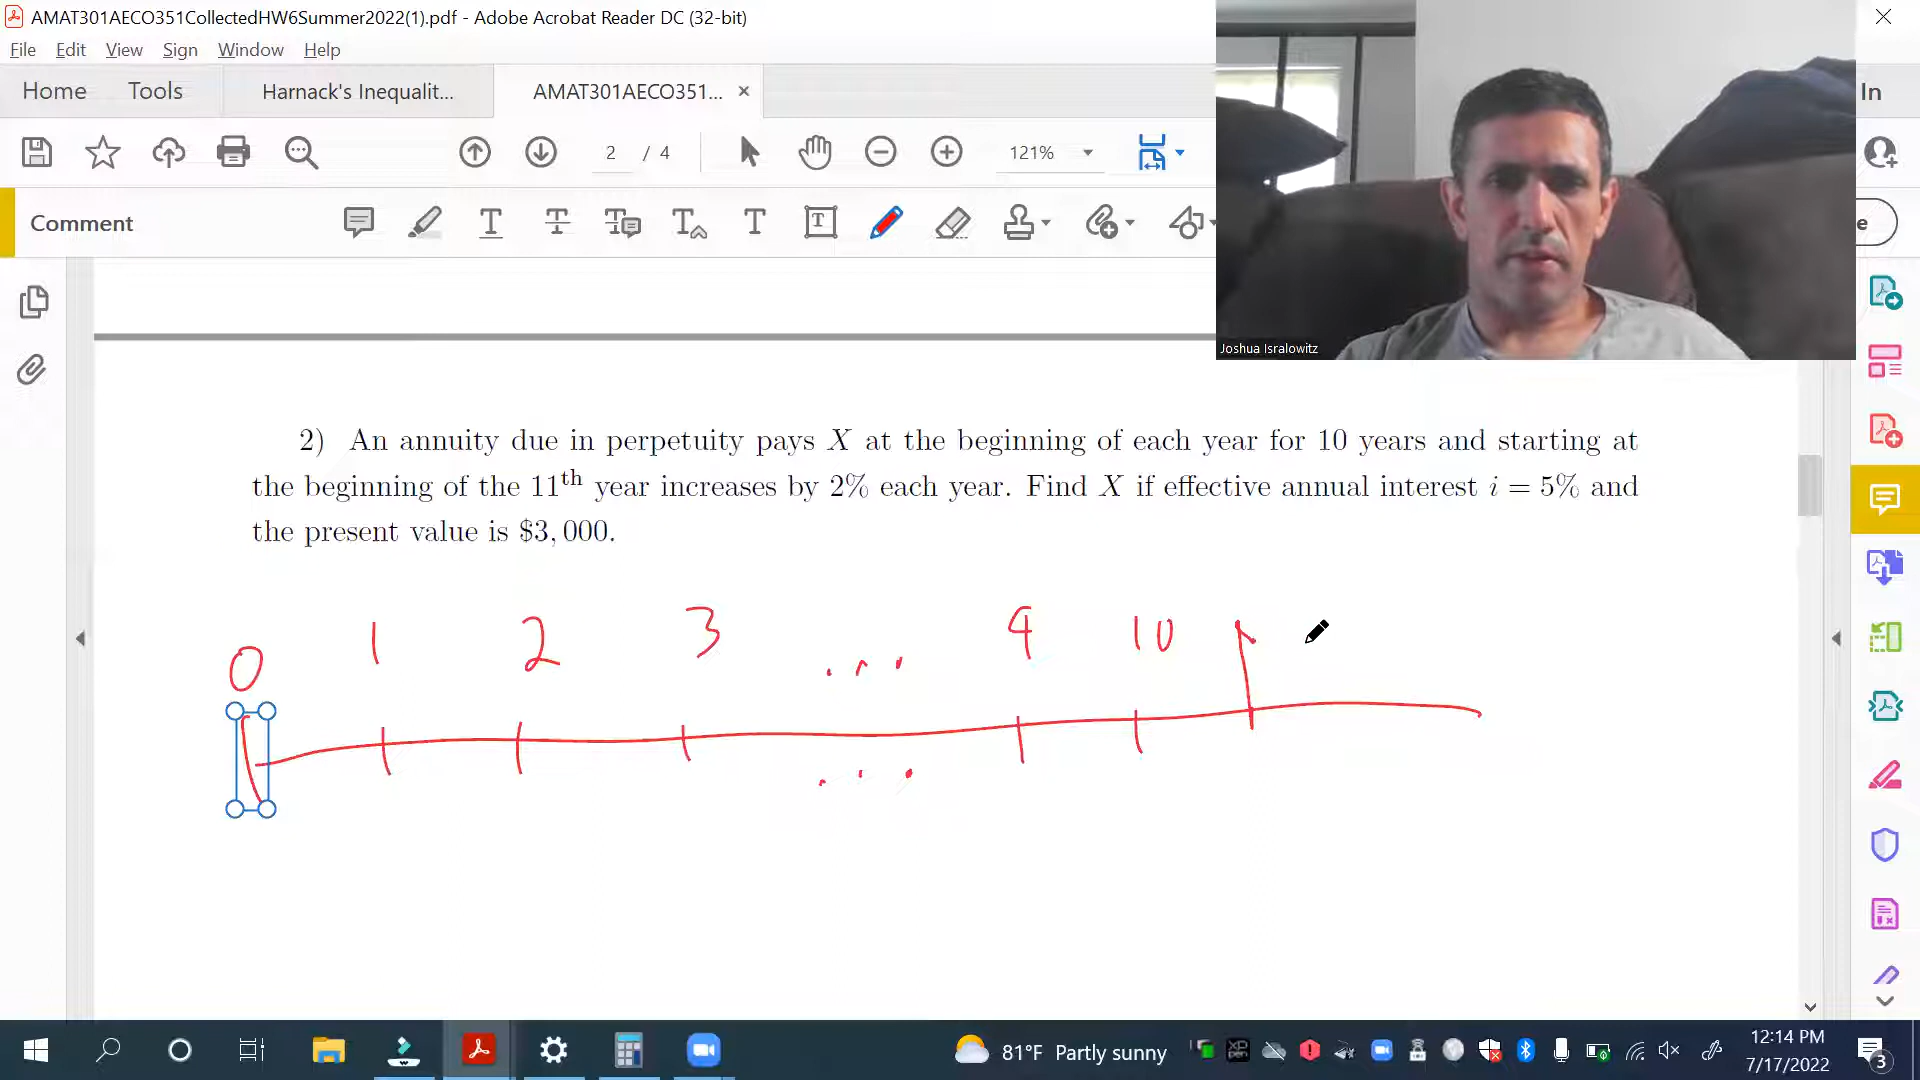 AMAT301AECO351CollectedHW6Summer2022(1).pdf - Adobe Acrobat Reader DC (32-bit)
File Edit View Sign Window Help
Home Tools Harnack's Inequalit... AMAT301AECO351... In
2 / 4 121%
Comment e
Joshua Isralowitz
2) An annuity due in perpetuity pays X at the beginning of each year for 10 years and starting at
the beginning of the 11th year increases by 2% each year. Find X if effective annual interest i = 5% and
the present value is $3,000.
0 1 2 3 ... 9 10
...
81°F Partly sunny
12:14 PM
7/17/2022
3